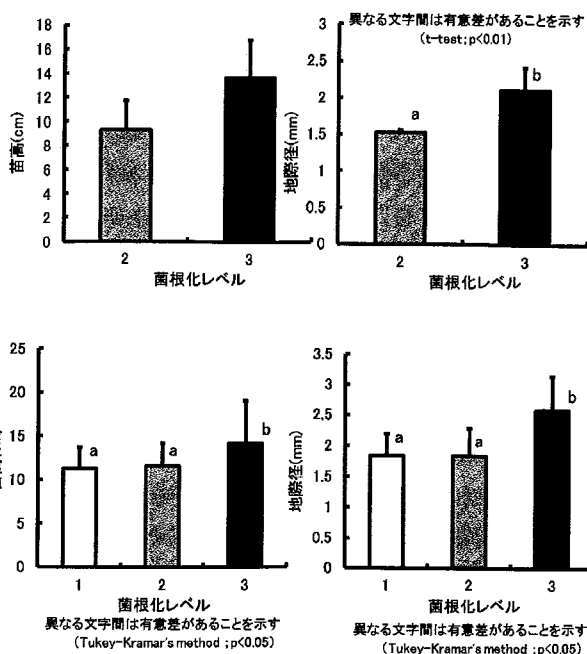 18
16
14
12
10
8
6
4
2
0
苗高(cm)
2
3
菌根化レベル
異なる文字間は有意差があることを示す
(t-test;p<0.01)
3
2.5
2
1.5
1
0.5
0
地際径(mm)
a
b
2
3
菌根化レベル
25
20
15
10
5
0
a
a
b
1
2
3
菌根化レベル
異なる文字間は有意差があることを示す
(Tukey-Kramar's method ;p<0.05)
3.5
3
2.5
2
1.5
1
0.5
0
地際径(mm)
a
a
b
1
2
3
菌根化レベル
異なる文字間は有意差があることを示す
(Tukey-Kramar's method ;p<0.05)